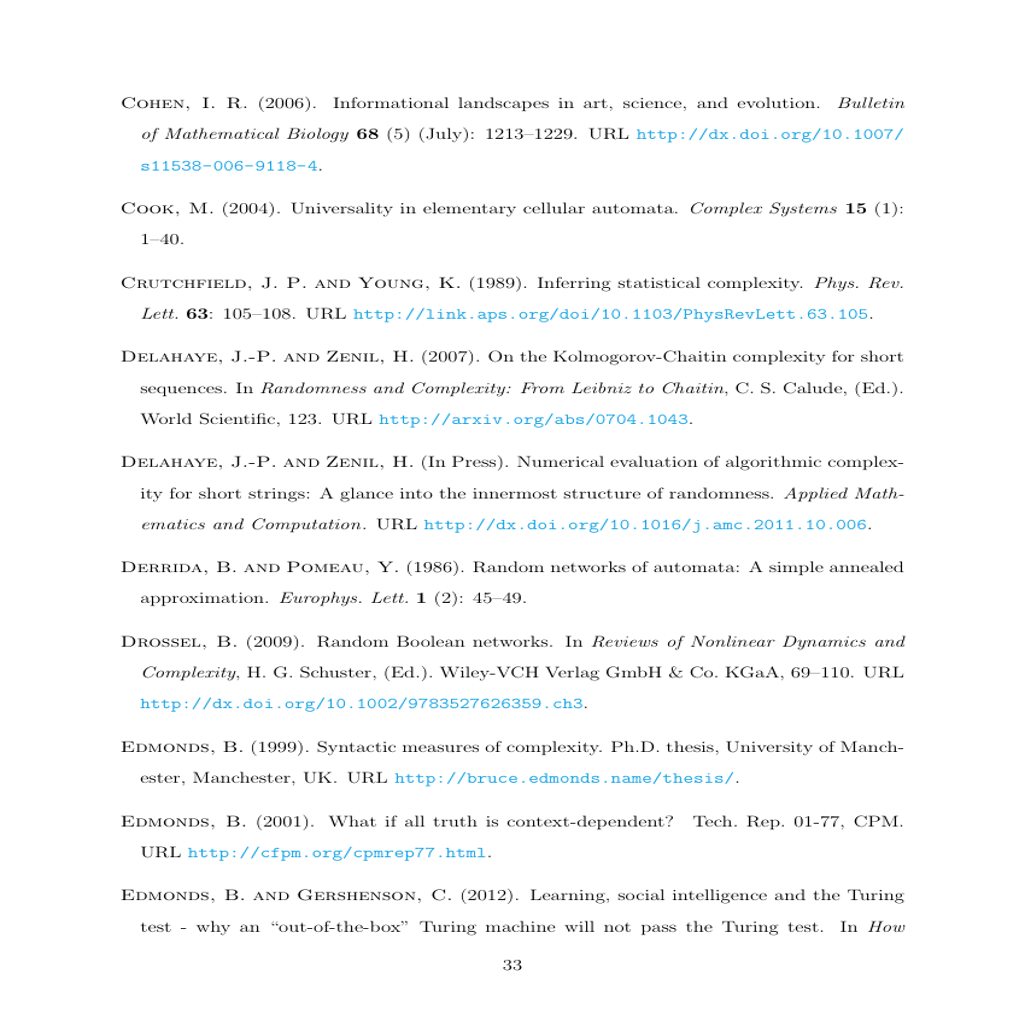 COHEN, I. R. (2006). Informational landscapes in art, science, and evolution. Bulletin
of Mathematical Biology 68 (5) (July): 1213–1229. URL http://dx.doi.org/10.1007/
s11538-006-9118-4.
COOK, M. (2004). Universality in elementary cellular automata. Complex Systems 15 (1):
1–40.
CRUTCHFIELD, J. P. AND YOUNG, K. (1989). Inferring statistical complexity. Phys. Rev.
Lett. 63: 105–108. URL http://link.aps.org/doi/10.1103/PhysRevLett.63.105.
DELAHAYE, J.-P. AND ZENIL, H. (2007). On the Kolmogorov-Chaitin complexity for short
sequences. In Randomness and Complexity: From Leibniz to Chaitin, C. S. Calude, (Ed.).
World Scientific, 123. URL http://arxiv.org/abs/0704.1043.
DELAHAYE, J.-P. AND ZENIL, H. (In Press). Numerical evaluation of algorithmic complex-
ity for short strings: A glance into the innermost structure of randomness. Applied Math-
ematics and Computation. URL http://dx.doi.org/10.1016/j.amc.2011.10.006.
DERRIDA, B. AND POMEAU, Y. (1986). Random networks of automata: A simple annealed
approximation. Europhys. Lett. 1 (2): 45–49.
DROSSEL, B. (2009). Random Boolean networks. In Reviews of Nonlinear Dynamics and
Complexity, H. G. Schuster, (Ed.). Wiley-VCH Verlag GmbH & Co. KGaA, 69–110. URL
http://dx.doi.org/10.1002/9783527626359.ch3.
EDMONDS, B. (1999). Syntactic measures of complexity. Ph.D. thesis, University of Manch-
ester, Manchester, UK. URL http://bruce.edmonds.name/thesis/.
EDMONDS, B. (2001). What if all truth is context-dependent? Tech. Rep. 01-77, CPM.
URL http://cfpm.org/cpmrep77.html.
EDMONDS, B. AND GERSHENSON, C. (2012). Learning, social intelligence and the Turing
test - why an “out-of-the-box” Turing machine will not pass the Turing test. In How
33